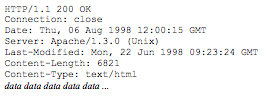 HTTP/1.1 200 OK
Connection: close
Date: Thu, 06 Aug 1998 12:00:15 GMT
Server: Apache/1.3.0 (Unix)
Last-Modified: Mon, 22 Jun 1998 09:23:24 GMT
Content-Length: 6821
Content-Type: text/html
data data data data data ...